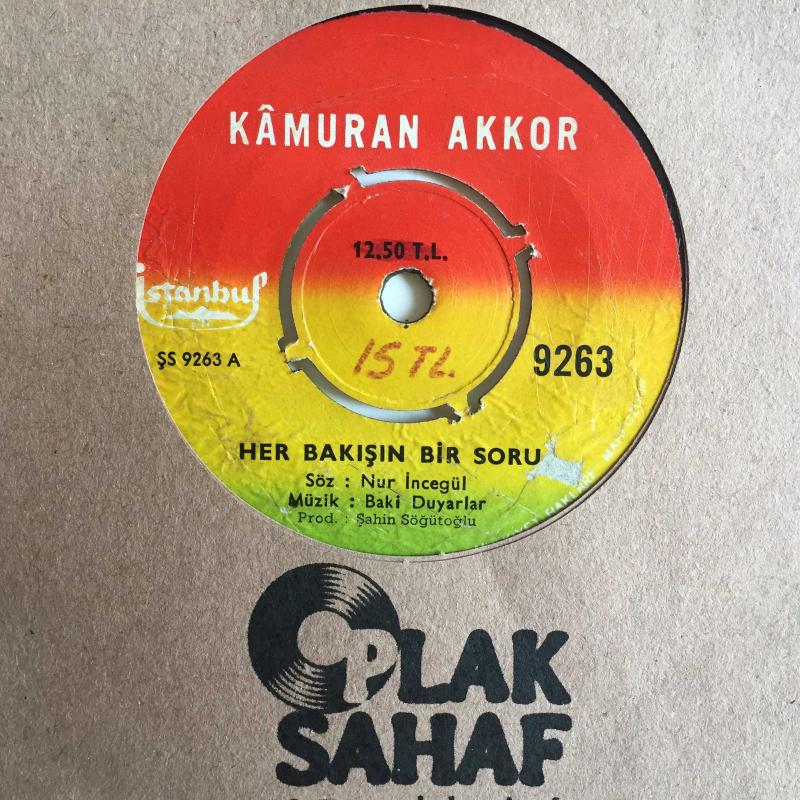 KÂMURAN AKKOR
12.50 T.L.
istanbul
ŞS 9263 A
15 TL.
9263
HER BAKIŞIN BİR SORU
Söz : Nur İncegül
Müzik : Baki Duyarlar
Prod. : Şahin Söğütoğlu
PLAK
SAHAF